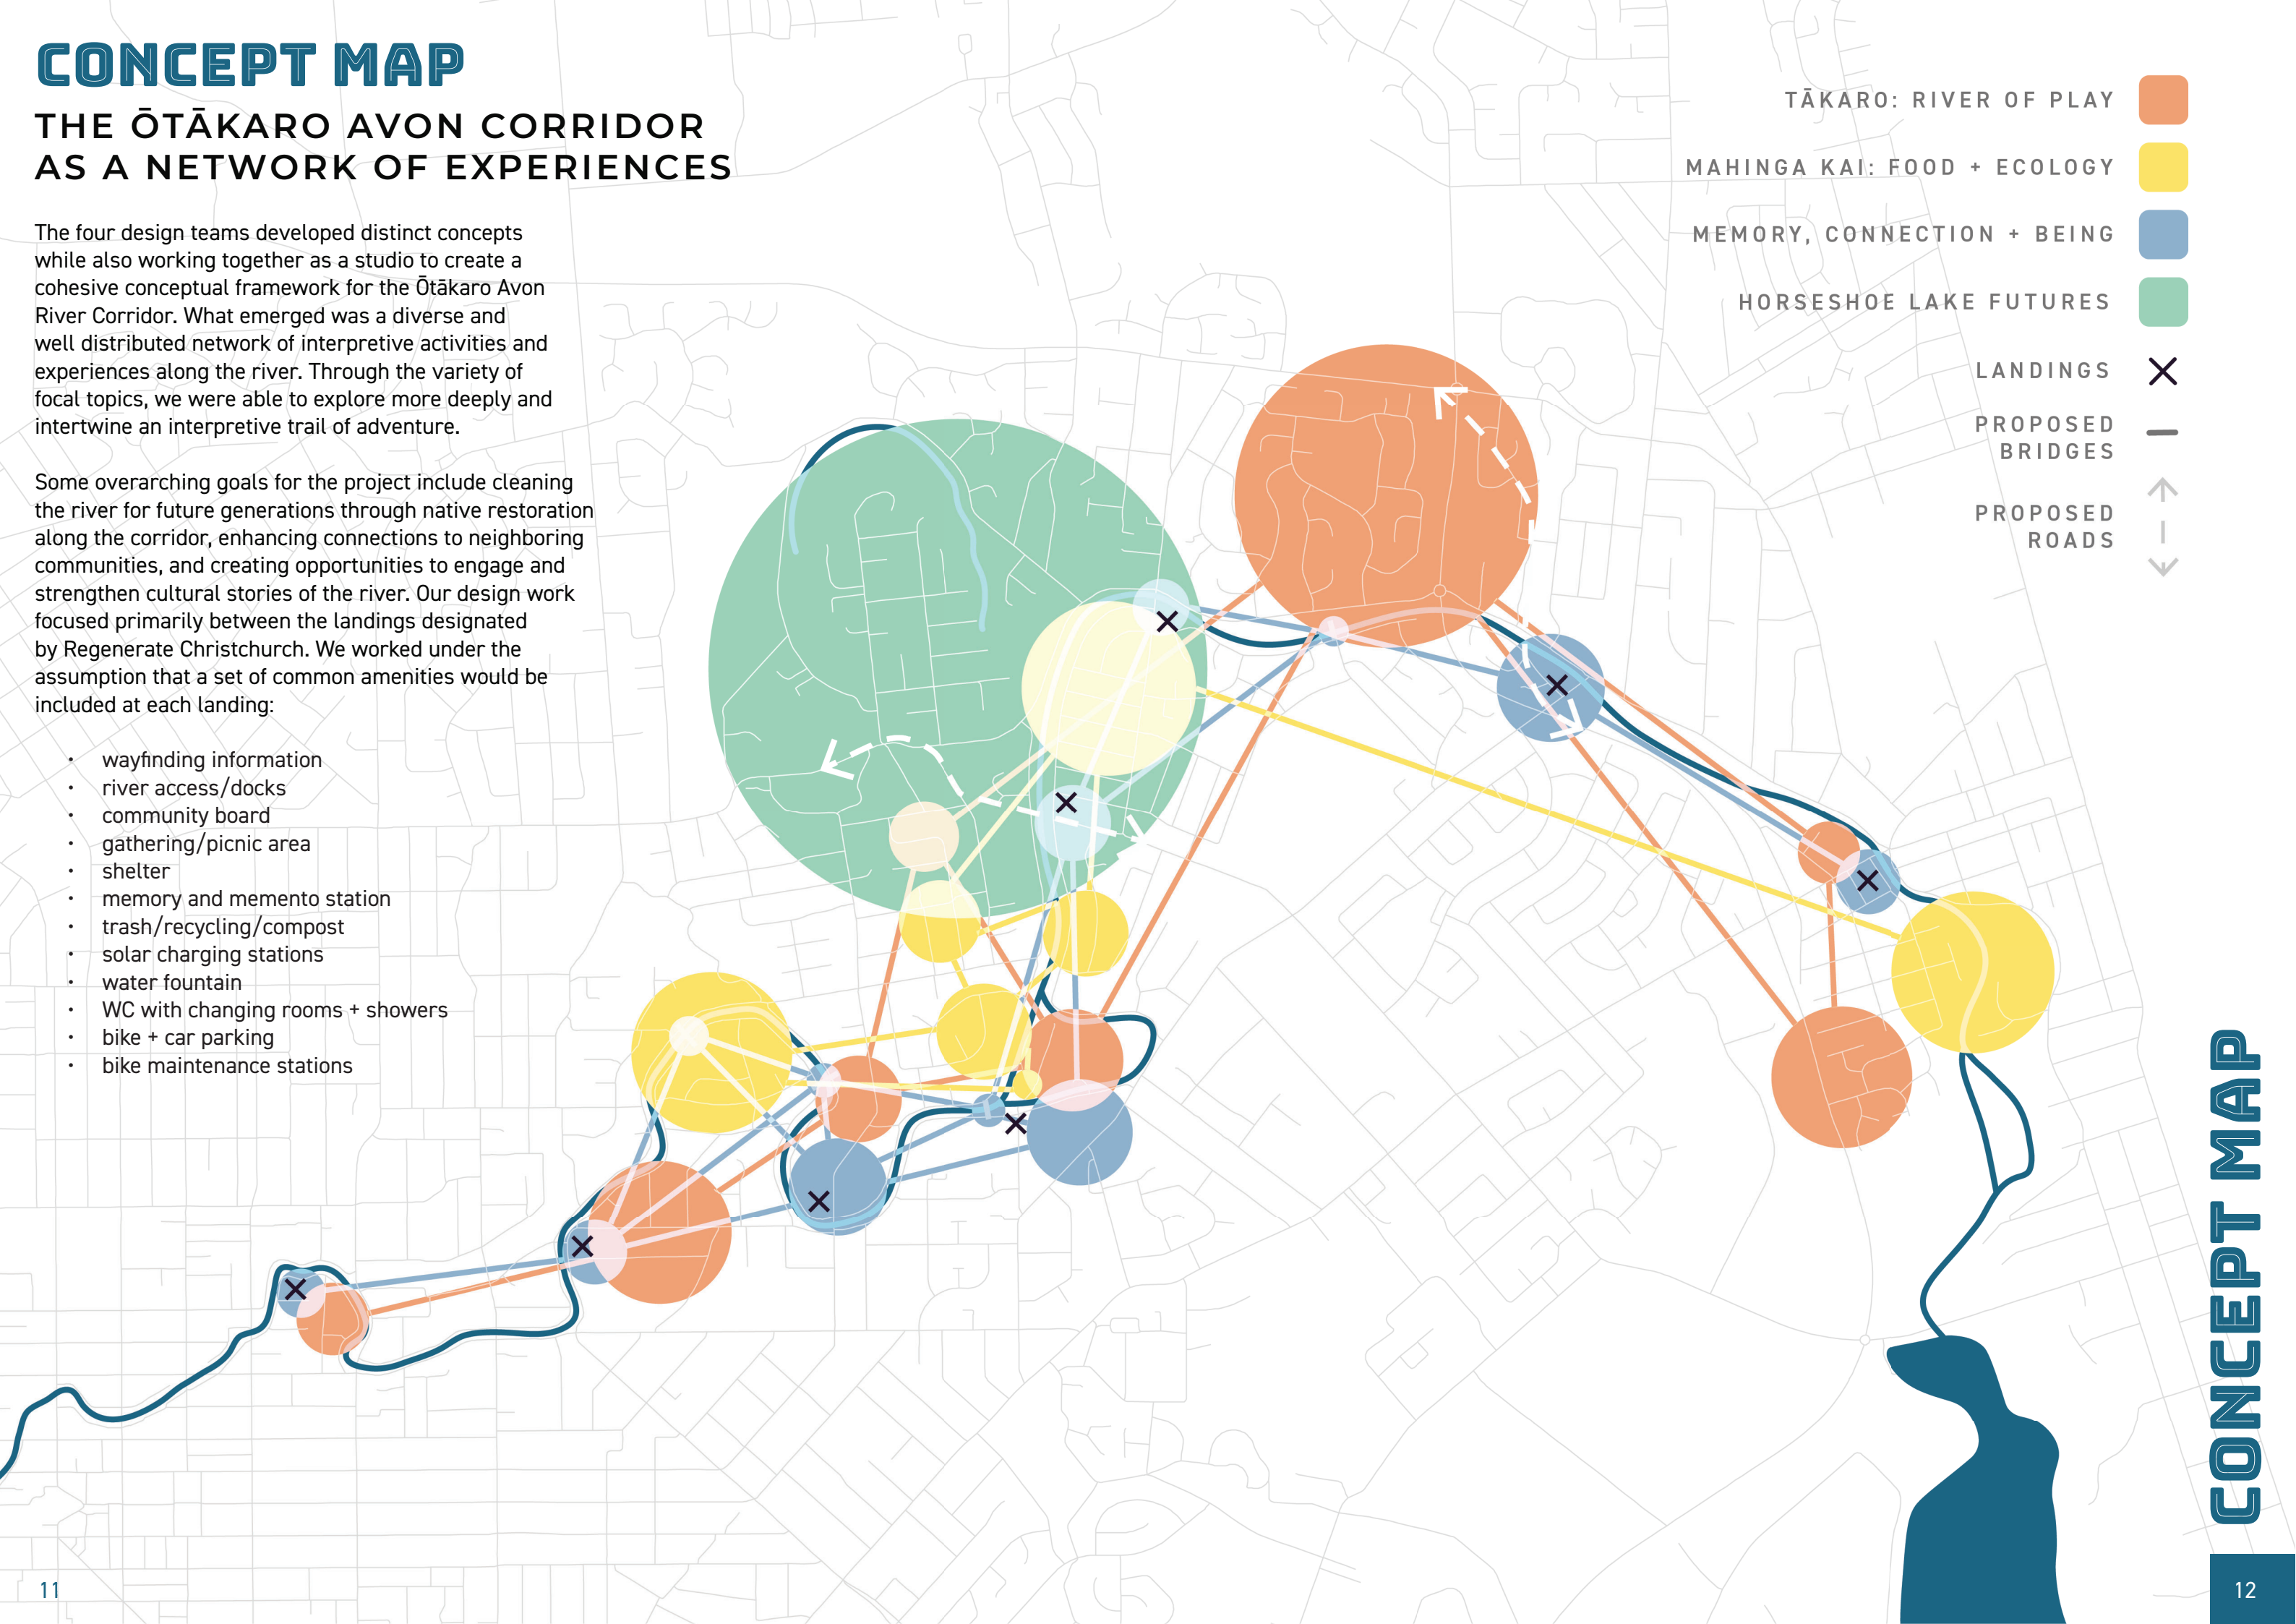 CONCEPT MAP
THE ŌTĀKARO AVON CORRIDOR
AS A NETWORK OF EXPERIENCES
The four design teams developed distinct concepts
while also working together as a studio to create a
cohesive conceptual framework for the Ōtākaro Avon
River Corridor. What emerged was a diverse and
well distributed network of interpretive activities and
experiences along the river. Through the variety of
focal topics, we were able to explore more deeply and
intertwine an interpretive trail of adventure.
Some overarching goals for the project include cleaning
the river for future generations through native restoration
along the corridor, enhancing connections to neighboring
communities, and creating opportunities to engage and
strengthen cultural stories of the river. Our design work
focused primarily between the landings designated
by Regenerate Christchurch. We worked under the
assumption that a set of common amenities would be
included at each landing:
· wayfinding information
· river access/docks
· community board
· gathering/picnic area
· shelter
· memory and memento station
· trash/recycling/compost
· solar charging stations
· water fountain
· WC with changing rooms + showers
· bike + car parking
· bike maintenance stations
TĀKARO: RIVER OF PLAY
MAHINGA KAI: FOOD + ECOLOGY
MEMORY, CONNECTION + BEING
HORSESHOE LAKE FUTURES
LANDINGS
PROPOSED
BRIDGES
PROPOSED
ROADS
CONCEPT MAP
11
12